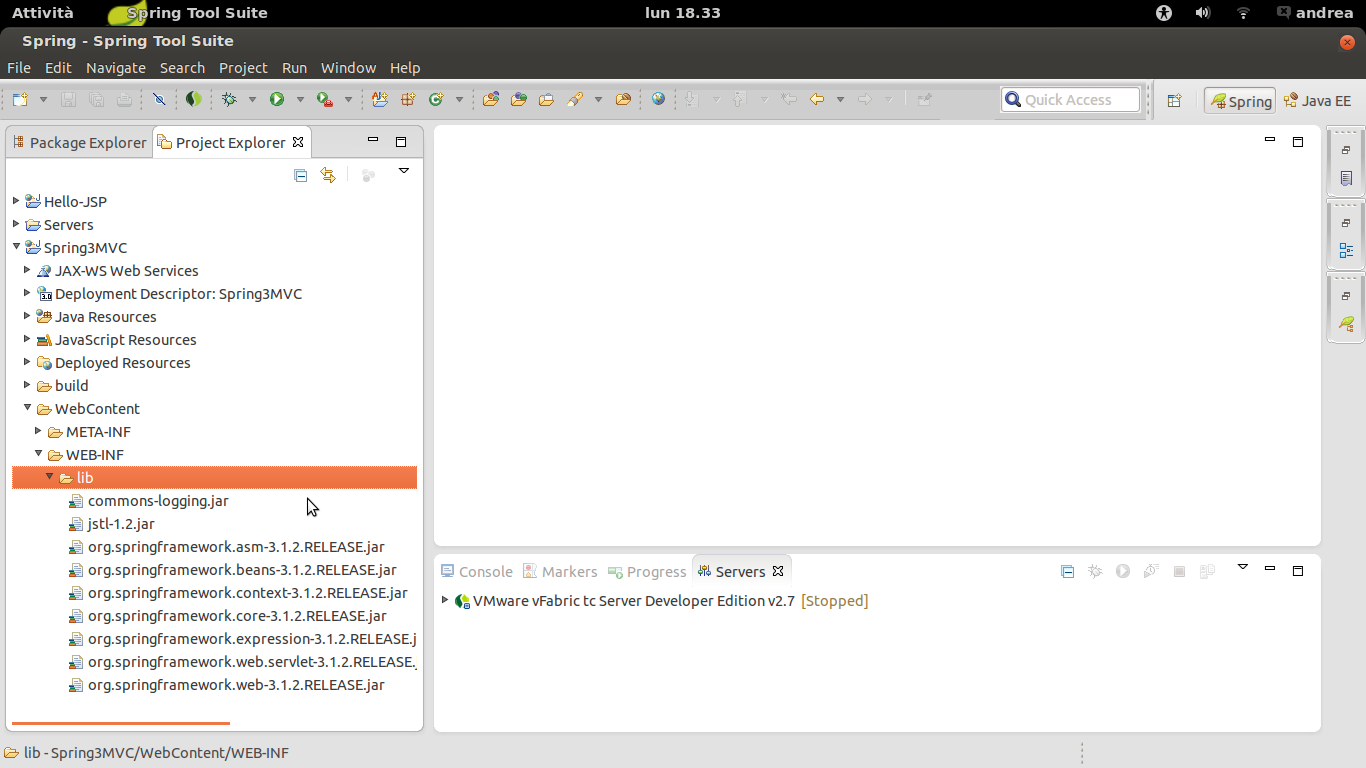 Attività Spring Tool Suite lun 18.33 andrea
Spring - Spring Tool Suite
File Edit Navigate Search Project Run Window Help
Quick Access Spring Java EE
Package Explorer Project Explorer
Hello-JSP
Servers
Spring3MVC
JAX-WS Web Services
3.0 Deployment Descriptor: Spring3MVC
Java Resources
JavaScript Resources
Deployed Resources
build
WebContent
META-INF
WEB-INF
lib
commons-logging.jar
jstl-1.2.jar
org.springframework.asm-3.1.2.RELEASE.jar
org.springframework.beans-3.1.2.RELEASE.jar
org.springframework.context-3.1.2.RELEASE.jar
org.springframework.core-3.1.2.RELEASE.jar
org.springframework.expression-3.1.2.RELEASE.j
org.springframework.web.servlet-3.1.2.RELEASE.
org.springframework.web-3.1.2.RELEASE.jar
Console Markers Progress Servers
VMware vFabric tc Server Developer Edition v2.7 [Stopped]
lib - Spring3MVC/WebContent/WEB-INF